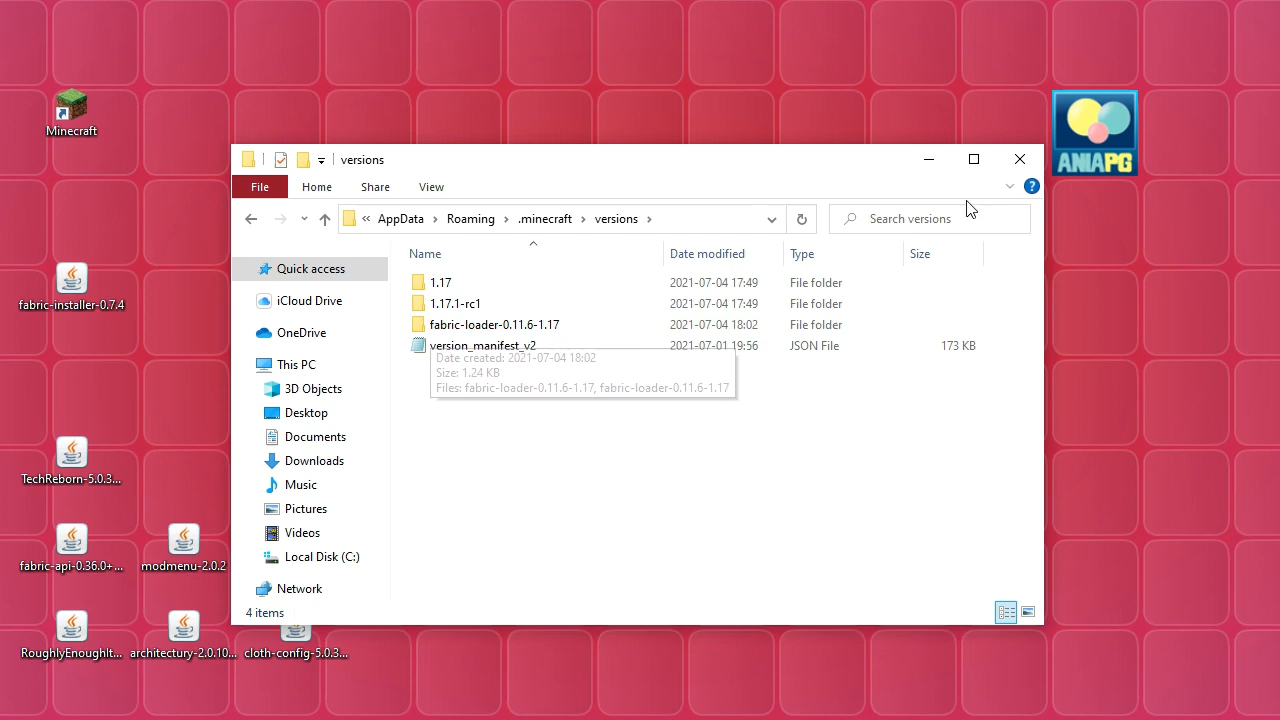 Minecraft
ANIAPG
versions
File Home Share View
AppData Roaming .minecraft versions
Search versions
Name Date modified Type Size
Quick access
iCloud Drive
OneDrive
This PC
3D Objects
Desktop
Documents
Downloads
Music
Pictures
Videos
Local Disk (C:)
Network
1.17 2021-07-04 17:49 File folder
1.17.1-rc1 2021-07-04 17:49 File folder
fabric-loader-0.11.6-1.17 2021-07-04 18:02 File folder
version_manifest_v2 2021-07-01 19:56 JSON File 173 KB
Date created: 2021-07-04 18:02
Size: 1.24 KB
Files: fabric-loader-0.11.6-1.17, fabric-loader-0.11.6-1.17
4 items
fabric-installer-0.7.4
TechReborn-5.0.3...
fabric-api-0.36.0+... modmenu-2.0.2
RoughlyEnoughIt... architectury-2.0.10... cloth-config-5.0.3...